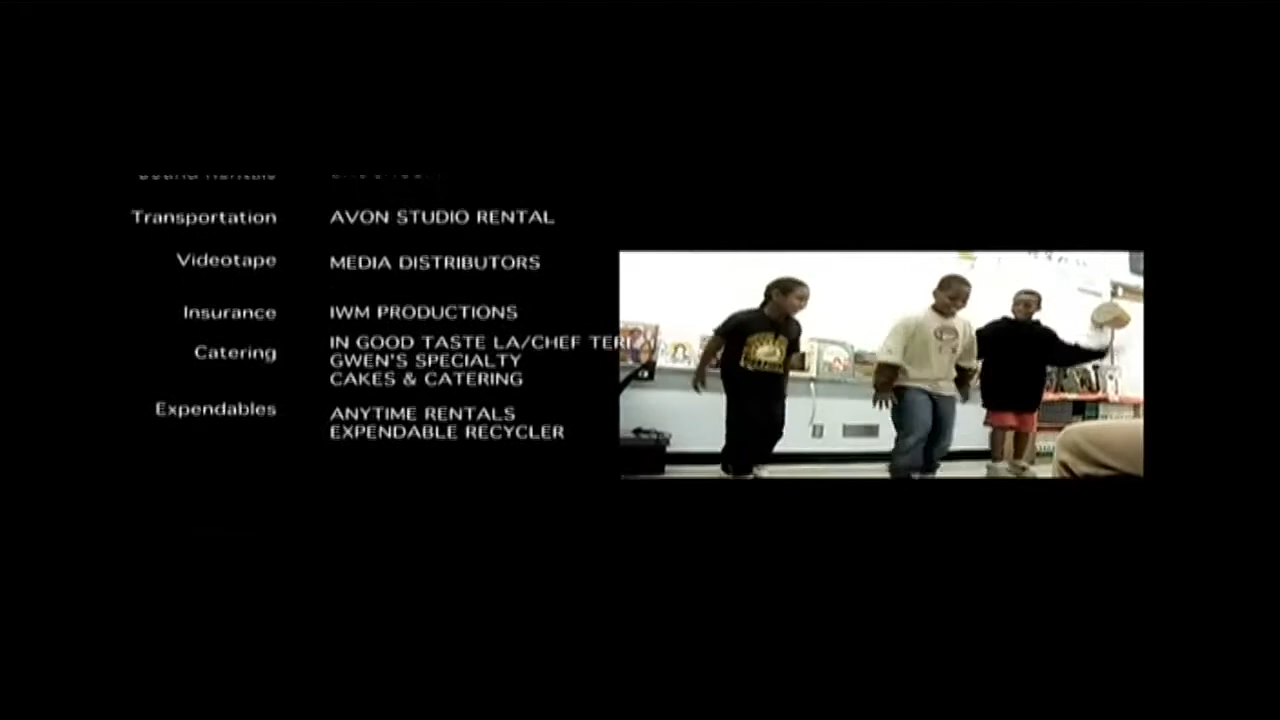 Transportation AVON STUDIO RENTAL
Videotape MEDIA DISTRIBUTORS
Insurance IWM PRODUCTIONS
Catering IN GOOD TASTE LA/CHEF TERI
GWEN'S SPECIALTY
CAKES & CATERING
Expendables ANYTIME RENTALS
EXPENDABLE RECYCLER